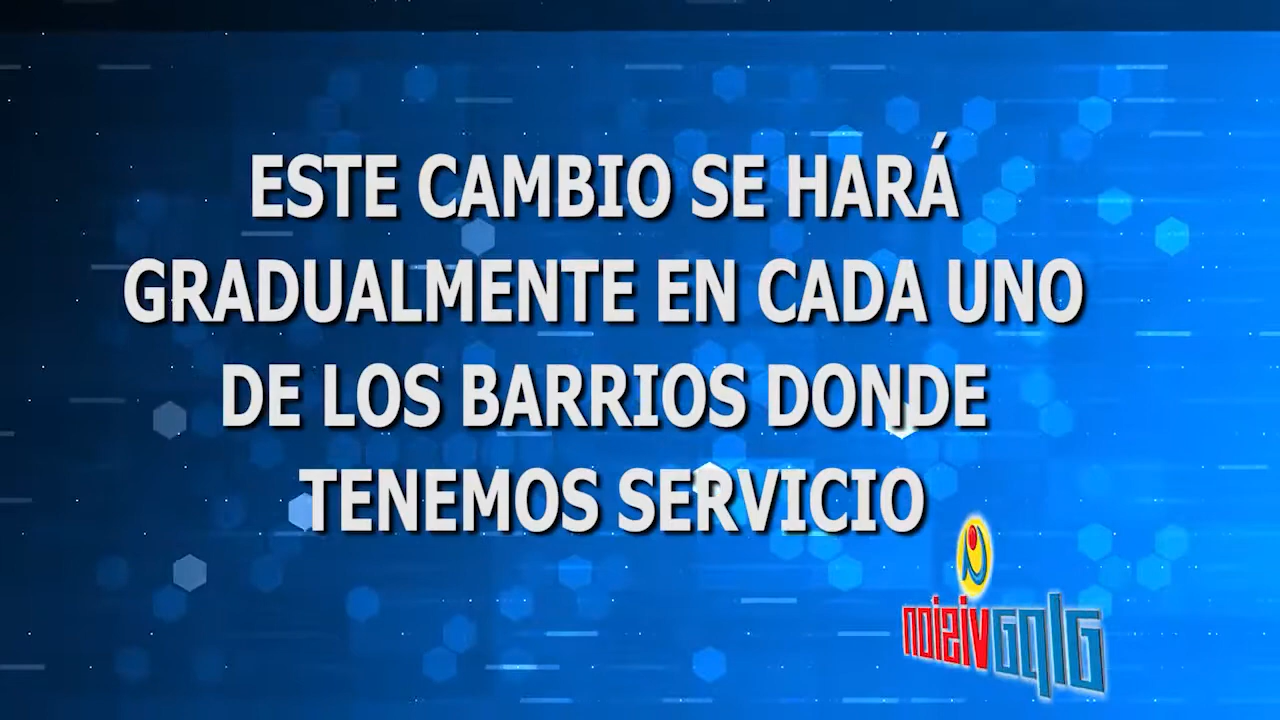 ESTE CAMBIO SE HARÁ
GRADUALMENTE EN CADA UNO
DE LOS BARRIOS DONDE
TENEMOS SERVICIO